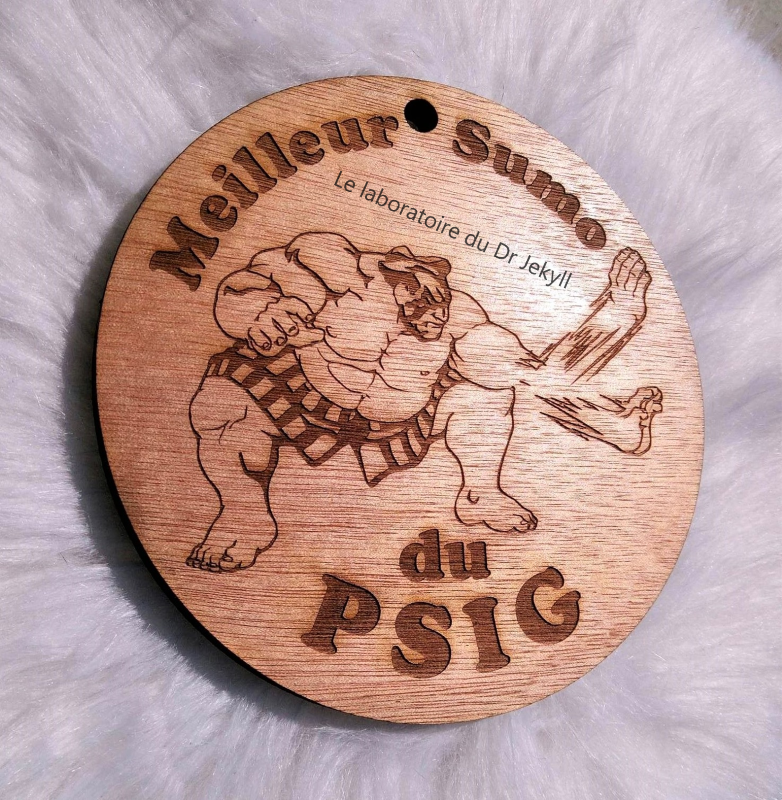 Meilleur Sumo
Le laboratoire du Dr Jekyll
du
PSIG